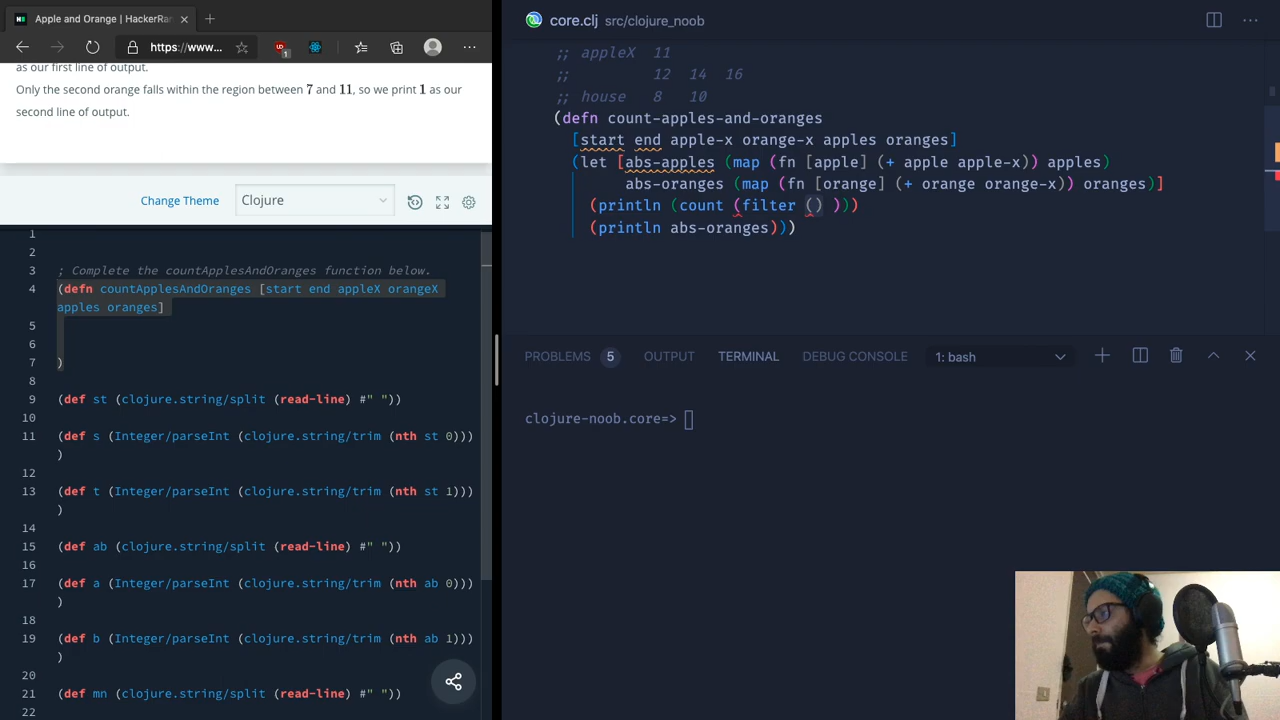 Apple and Orange | HackerRan
https://www...
1
as our first line of output.
Only the second orange falls within the region between 7 and 11, so we print 1 as our
second line of output.
Change Theme
Clojure
1
2
3 ; Complete the countApplesAndOranges function below.
4 (defn countApplesAndOranges [start end appleX orangeX
apples oranges]
5
6
7 )
8
9 (def st (clojure.string/split (read-line) #" "))
10
11 (def s (Integer/parseInt (clojure.string/trim (nth st 0)))
)
12
13 (def t (Integer/parseInt (clojure.string/trim (nth st 1)))
)
14
15 (def ab (clojure.string/split (read-line) #" "))
16
17 (def a (Integer/parseInt (clojure.string/trim (nth ab 0)))
)
18
19 (def b (Integer/parseInt (clojure.string/trim (nth ab 1)))
)
20
21 (def mn (clojure.string/split (read-line) #" "))
22
core.clj src/clojure_noob
;; appleX 11
;; 12 14 16
;; house 8 10
(defn count-apples-and-oranges
[start end apple-x orange-x apples oranges]
(let [abs-apples (map (fn [apple] (+ apple apple-x)) apples)
abs-oranges (map (fn [orange] (+ orange orange-x)) oranges)]
(println (count (filter () )))
(println abs-oranges)))
PROBLEMS 5 OUTPUT TERMINAL DEBUG CONSOLE 1: bash
clojure-noob.core=>